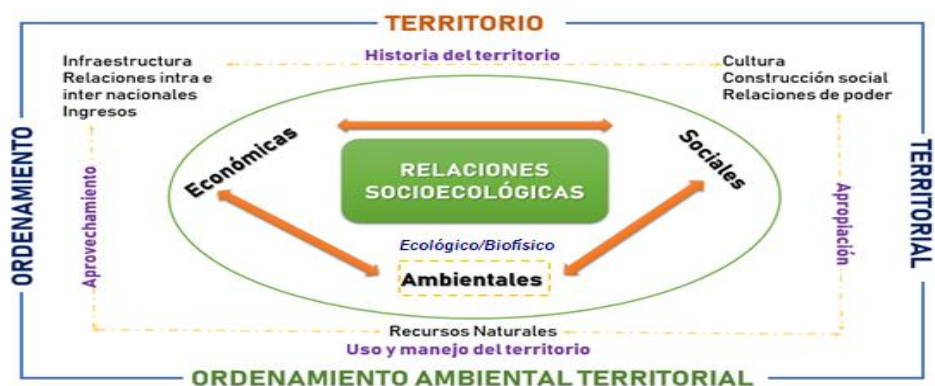 TERRITORIO
Historia del territorio
Infraestructura
Relaciones intra e
inter nacionales
Ingresos
Cultura
Construcción social
Relaciones de poder
ORDENAMIENTO
TERRITORIAL
Económicas
Sociales
RELACIONES
SOCIOECOLÓGICAS
Aprovechamiento
Apropiación
Ecológico/Biofísico
Ambientales
Recursos Naturales
Uso y manejo del territorio
ORDENAMIENTO AMBIENTAL TERRITORIAL